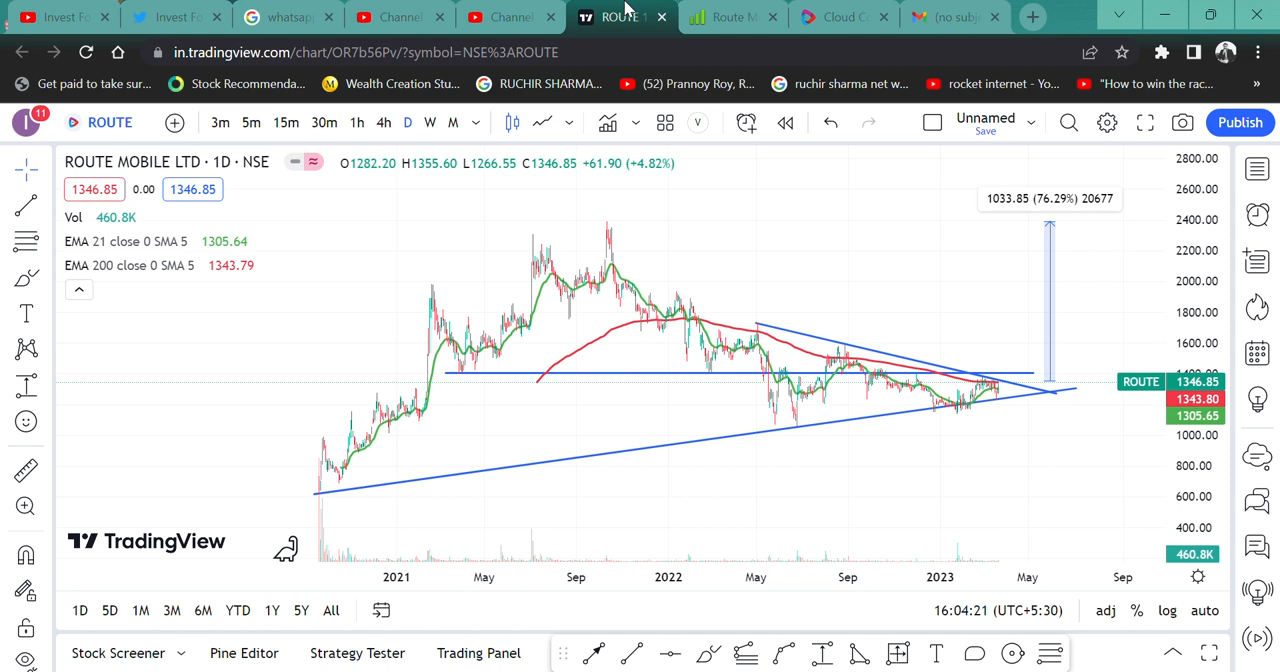 Invest Fo
Invest Fo
whatsapp
Channel
Channel
ROUTE 1
Route M
Cloud Co
(no subj
in.tradingview.com/chart/OR7b56Pv/?symbol=NSE%3AROUTE
Get paid to take sur...
Stock Recommenda...
Wealth Creation Stu...
RUCHIR SHARMA...
(52) Prannoy Roy, R...
ruchir sharma net w...
rocket internet - Yo...
"How to win the rac...
»
I
11
ROUTE
3m 5m 15m 30m 1h 4h D W M
V
Unnamed
Save
Publish
ROUTE MOBILE LTD · 1D · NSE
O1282.20 H1355.60 L1266.55 C1346.85 +61.90 (+4.82%)
1346.85 0.00 1346.85
Vol 460.8K
EMA 21 close 0 SMA 5 1305.64
EMA 200 close 0 SMA 5 1343.79
1033.85 (76.29%) 20677
2800.00
2600.00
2400.00
2200.00
2000.00
1800.00
1600.00
1400.00
ROUTE 1346.85
1343.80
1305.65
1000.00
800.00
600.00
400.00
460.8K
TradingView
2021 May Sep 2022 May Sep 2023 May Sep
1D 5D 1M 3M 6M YTD 1Y 5Y All
16:04:21 (UTC+5:30)
adj % log auto
Stock Screener
Pine Editor
Strategy Tester
Trading Panel
T